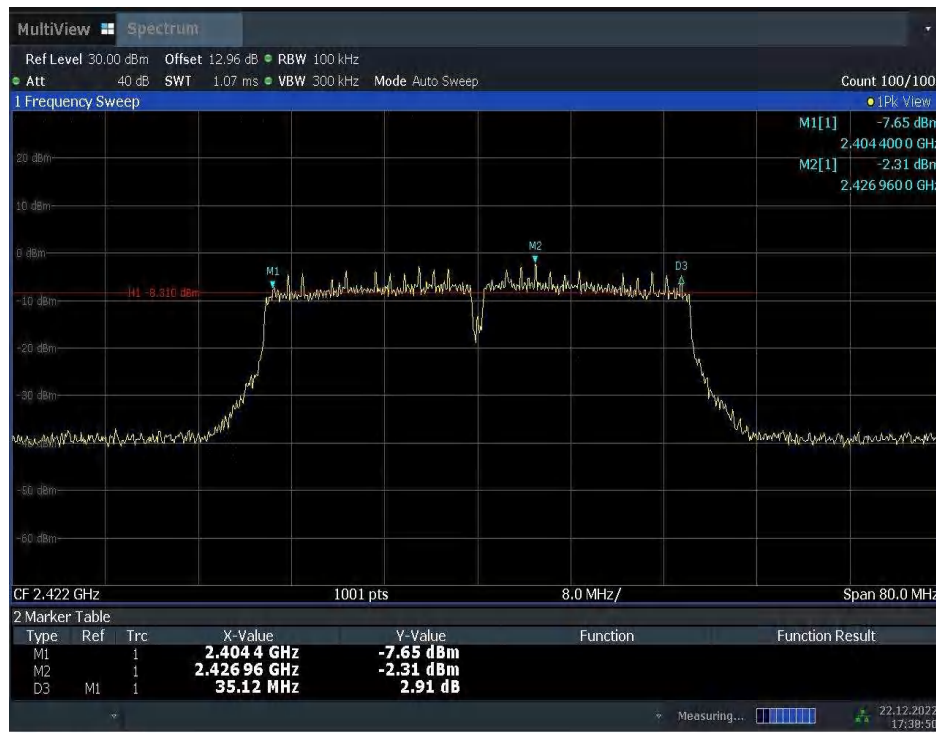 MultiView Spectrum
Ref Level 30.00 dBm Offset 12.96 dB RBW 100 kHz
Att 40 dB SWT 1.07 ms VBW 300 kHz Mode Auto Sweep Count 100/100
1 Frequency Sweep 1Pk View
M1[1] -7.65 dBm
2.404 400 0 GHz
M2[1] -2.31 dBm
2.426 960 0 GHz
20 dBm
10 dBm
0 dBm
M2
M1
D3
H1 -8.310 dBm
-10 dBm
-20 dBm
-30 dBm
-50 dBm
-60 dBm
CF 2.422 GHz 1001 pts 8.0 MHz/ Span 80.0 MHz
2 Marker Table
Type Ref Trc X-Value Y-Value Function Function Result
M1 1 2.404 4 GHz -7.65 dBm
M2 1 2.426 96 GHz -2.31 dBm
D3 M1 1 35.12 MHz 2.91 dB
Measuring... 22.12.2022
17:38:50